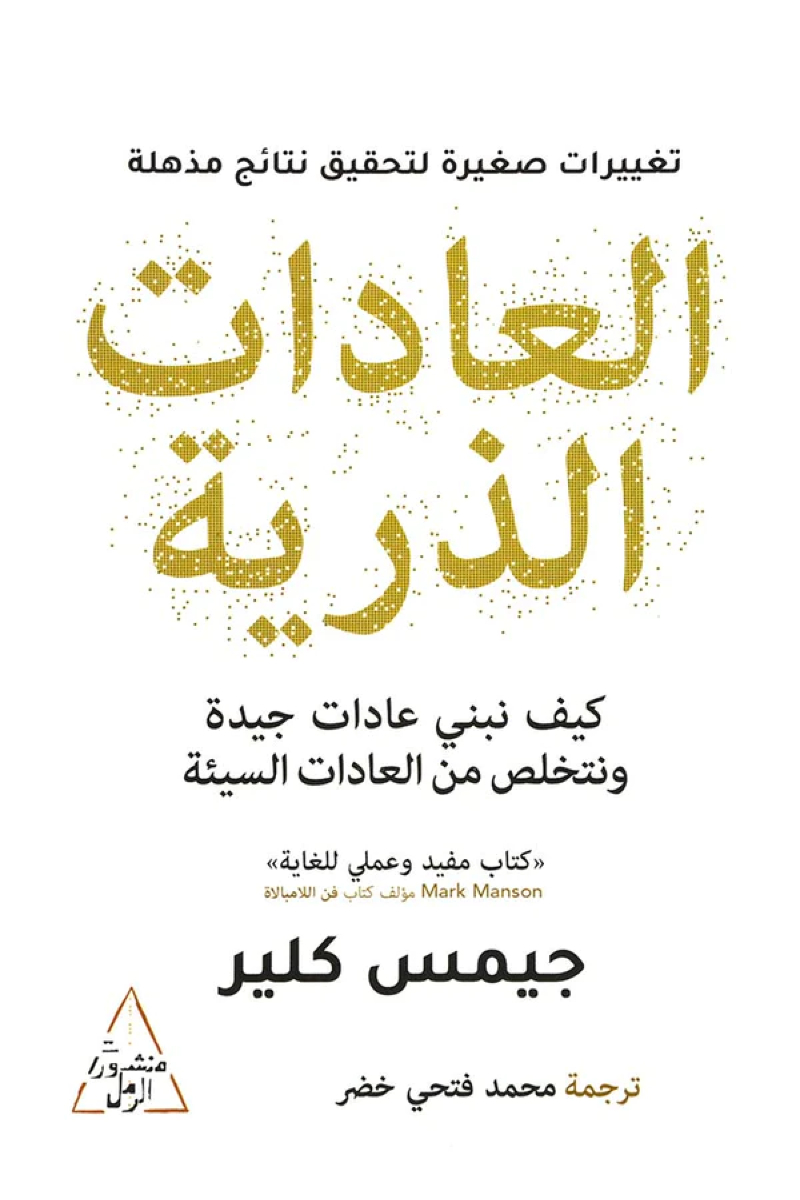 تغييرات صغيرة لتحقيق نتائج مذهلة
العادات
الذرية
كيف نبني عادات جيدة
ونتخلص من العادات السيئة
«كتاب مفيد وعملي للغاية»
Mark Manson مؤلف كتاب فن اللامبالاة
جيمس كلير
منشورات
الرمل
ترجمة محمد فتحي خضر